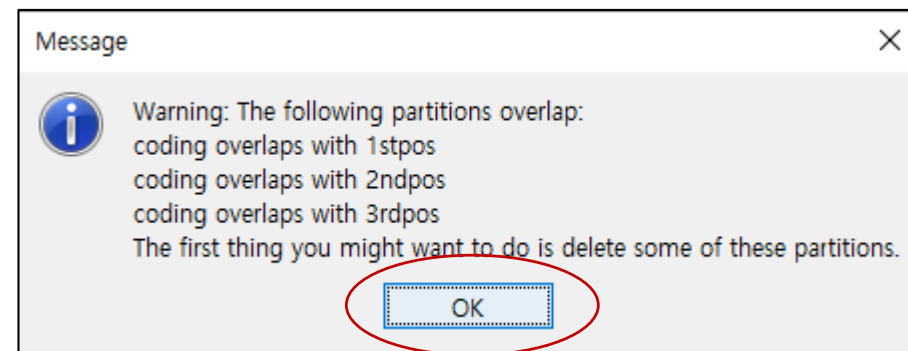 Message
Warning: The following partitions overlap:
coding overlaps with 1stpos
coding overlaps with 2ndpos
coding overlaps with 3rdpos
The first thing you might want to do is delete some of these partitions.
OK